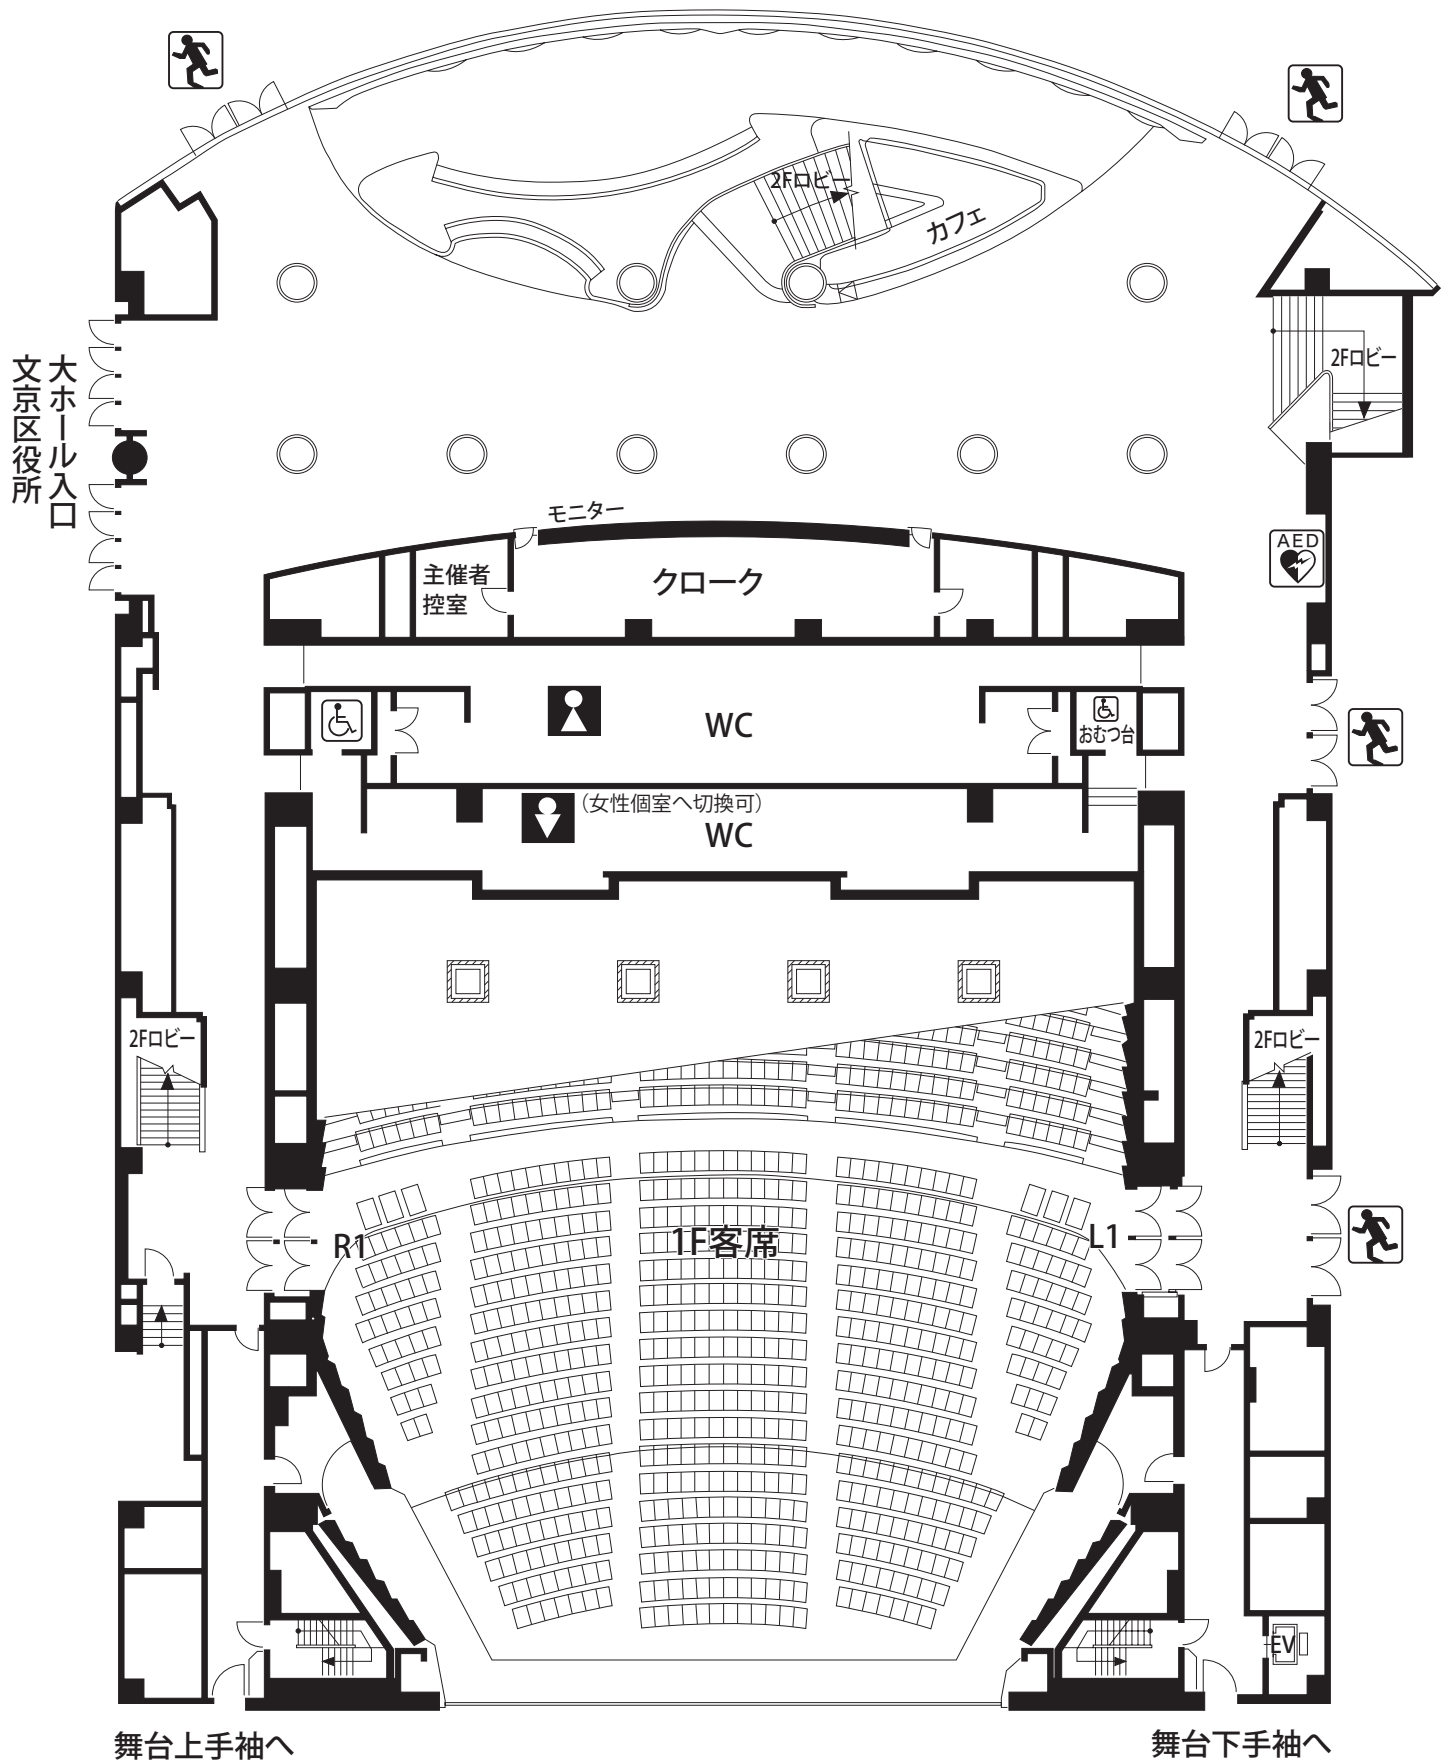 2Fロビー
カフェ
大ホール入口
文京区役所
2Fロビー
モニター
AED
主催者
控室
クローク
WC
おむつ台
(女性個室へ切換可)
WC
2Fロビー
2Fロビー
R1
1F客席
L1
EV
舞台上手袖へ
舞台下手袖へ